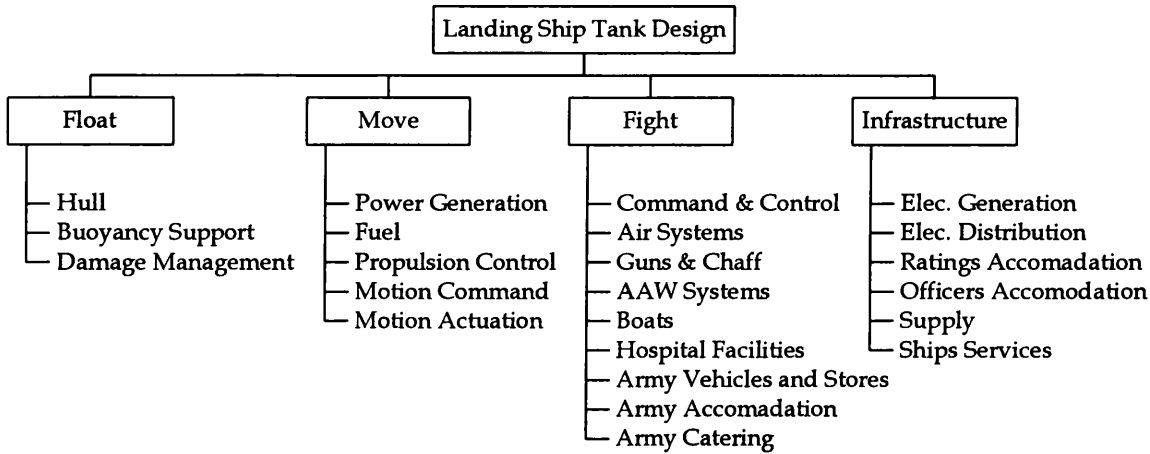 Landing Ship Tank Design
Float
Hull
Buoyancy Support
Damage Management
Move
Power Generation
Fuel
Propulsion Control
Motion Command
Motion Actuation
Fight
Command & Control
Air Systems
Guns & Chaff
AAW Systems
Boats
Hospital Facilities
Army Vehicles and Stores
Army Accomadation
Army Catering
Infrastructure
Elec. Generation
Elec. Distribution
Ratings Accomadation
Officers Accomodation
Supply
Ships Services